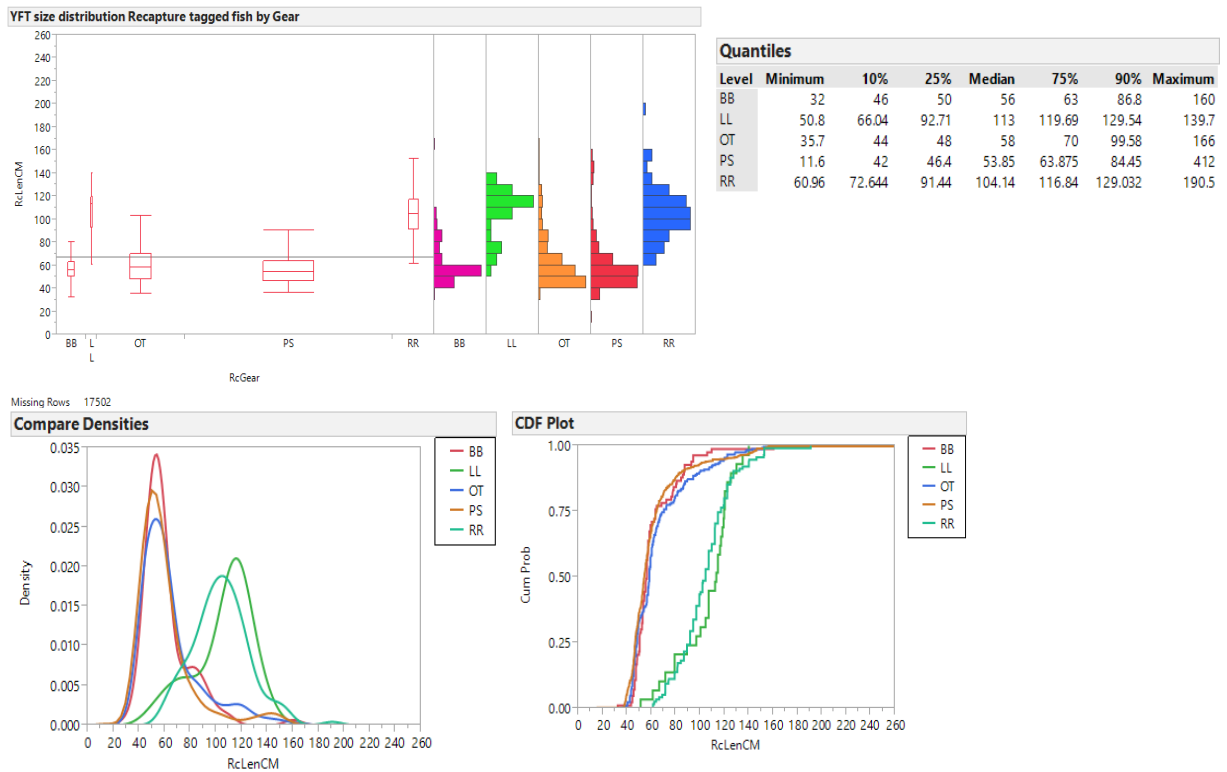 YFT size distribution Recapture tagged fish by Gear
260
240
220
200
180
160
140
120
100
80
60
40
20
0
RcLenCM
BB L OT PS RR BB LL OT PS RR
L
RcGear
Quantiles
Level Minimum 10% 25% Median 75% 90% Maximum
BB 32 46 50 56 63 86.8 160
LL 50.8 66.04 92.71 113 119.69 129.54 139.7
OT 35.7 44 48 58 70 99.58 166
PS 11.6 42 46.4 53.85 63.875 84.45 412
RR 60.96 72.644 91.44 104.14 116.84 129.032 190.5
Missing Rows 17502
Compare Densities
0.035
0.030
0.025
0.020
0.015
0.010
0.005
0.000
Density
0 20 40 60 80 100 120 140 160 180 200 220 240 260
RcLenCM
BB
LL
OT
PS
RR
CDF Plot
1.00
0.75
0.50
0.25
0.00
Cum Prob
0 20 40 60 80 100 120 140 160 180 200 220 240 260
RcLenCM
BB
LL
OT
PS
RR